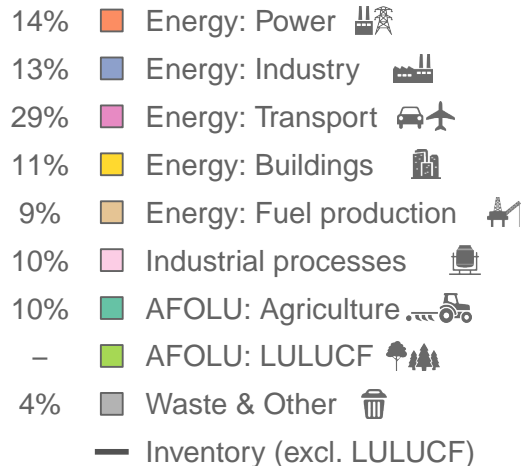 14% Energy: Power
13% Energy: Industry
29% Energy: Transport
11% Energy: Buildings
9% Energy: Fuel production
10% Industrial processes
10% AFOLU: Agriculture
– AFOLU: LULUCF
4% Waste & Other
Inventory (excl. LULUCF)